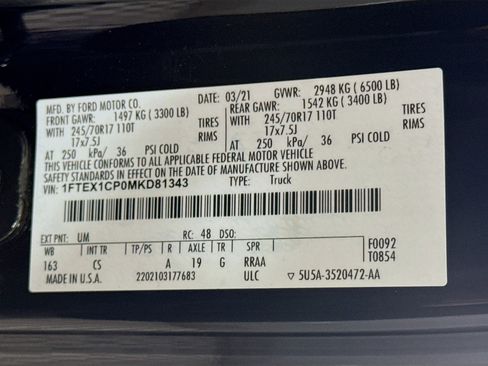 MFD. BY FORD MOTOR CO. DATE: 03/21 GVWR: 2948 KG (6500 LB)
FRONT GAWR: 1497 KG (3300 LB) REAR GAWR: 1542 KG (3400 LB)
WITH 245/70R17 110T TIRES WITH 245/70R17 110T TIRES
17x7.5J RIMS 17x7.5J RIMS
AT 250 kPa/ 36 PSI COLD AT 250 kPa/ 36
THIS VEHICLE CONFORMS TO ALL APPLICABLE FEDERAL MOTOR VEHICLE
SAFETY STANDARDS IN EFFECT ON THE DATE OF MANUFACTURE SHOWN ABOVE.
VIN: 1FTEX1CP0MKD81343 TYPE: Truck
EXT PNT: UM RC: 48 DSO: F0092
WB INT TR TP/PS R AXLE TR SPR T0854
163 CS A 19 G RRAA
MADE IN U.S.A. 2202103177683 ULC ▽ 5U5A-3520472-AA